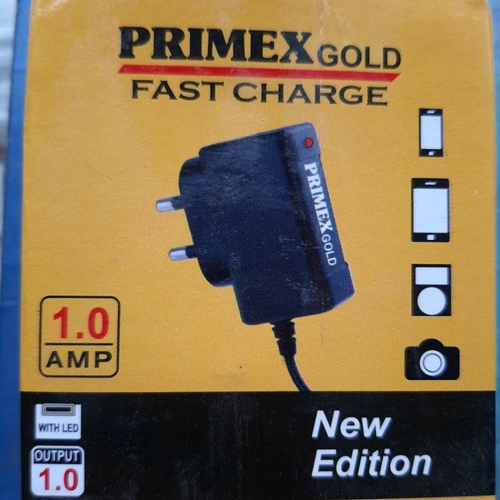 PRIMEX GOLD
FAST CHARGE
PRIMEX GOLD
1.0
AMP
WITH LED
OUTPUT
1.0
New
Edition